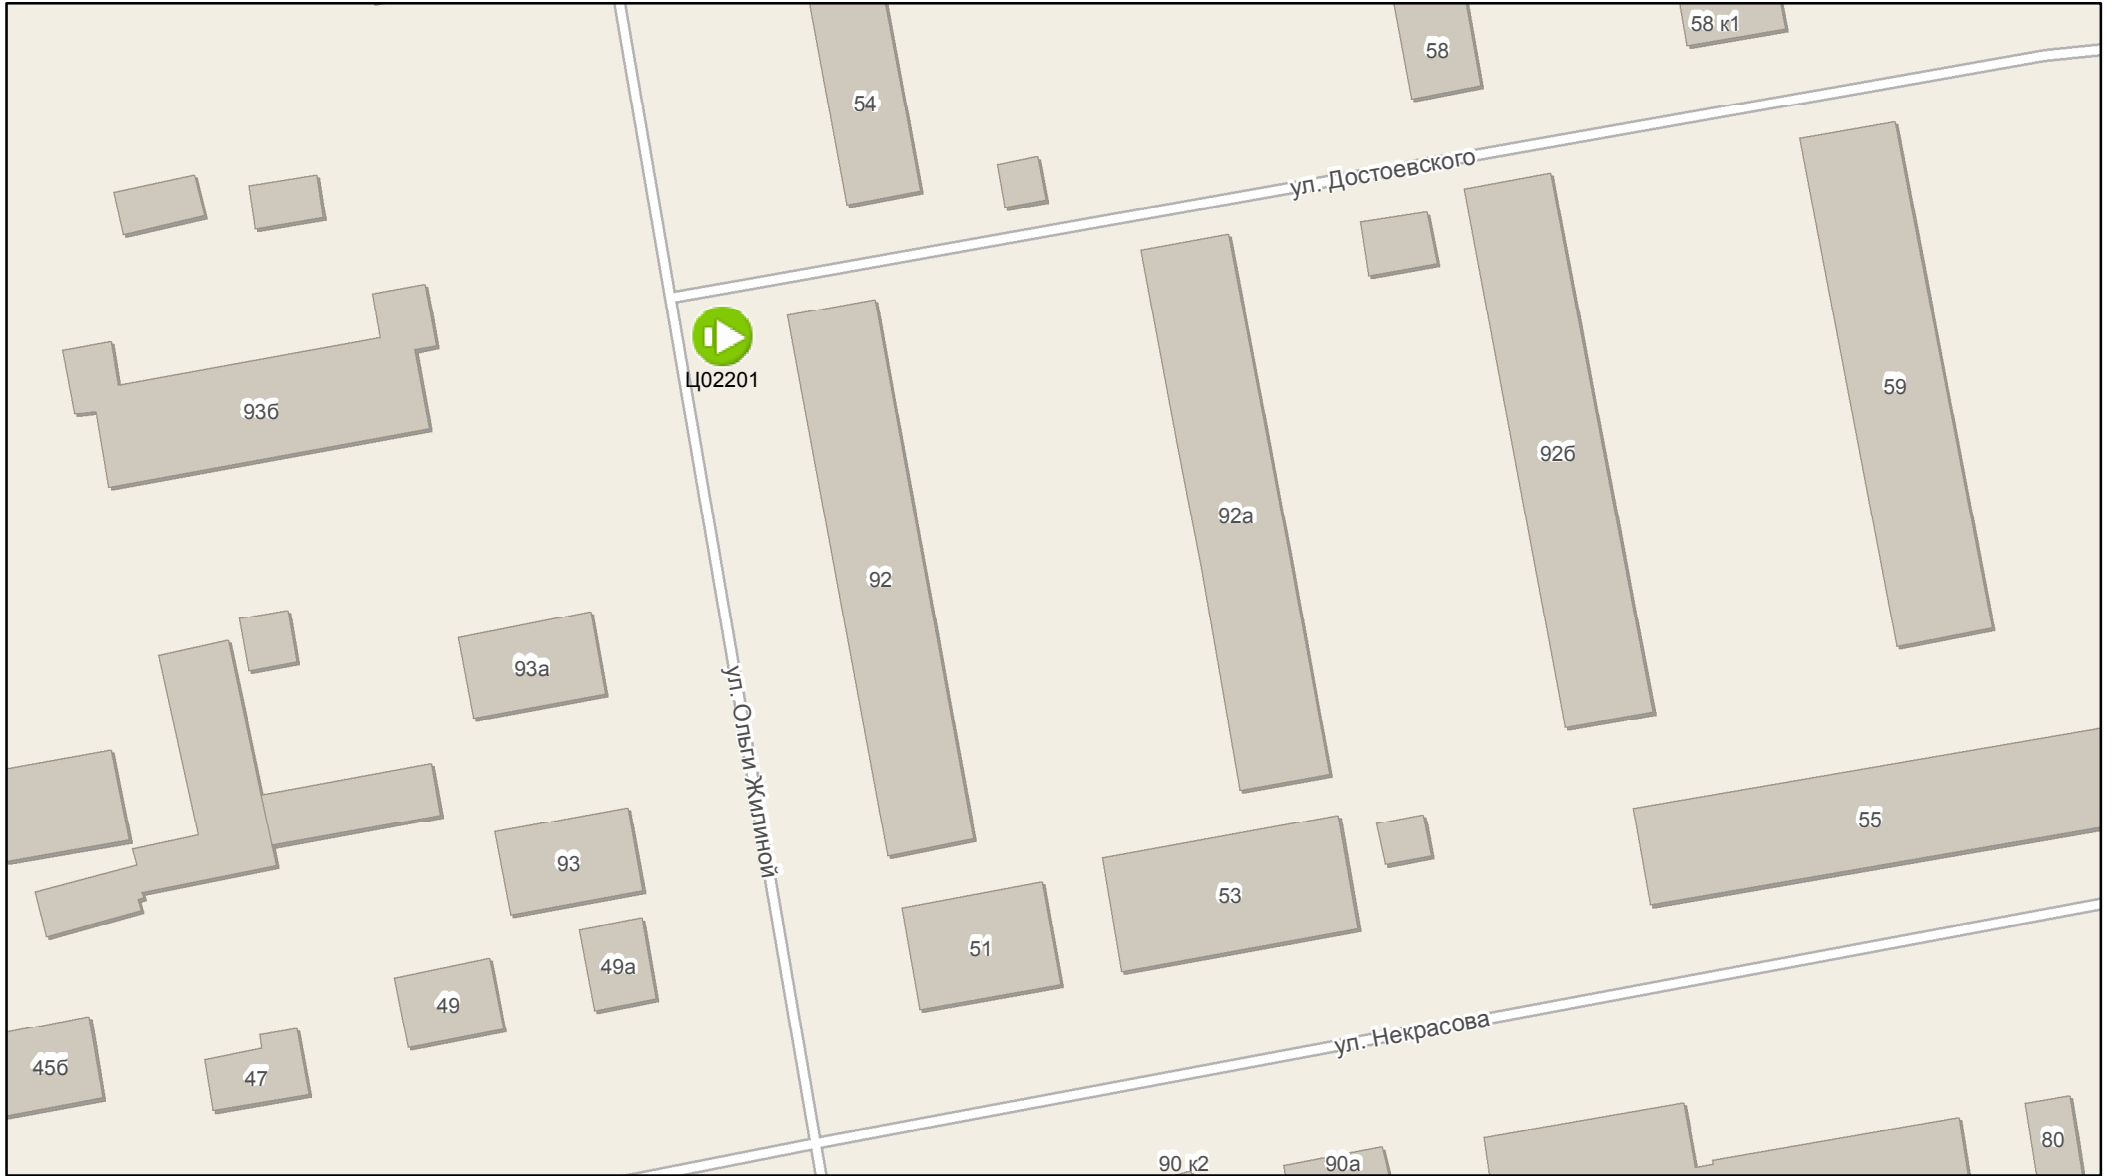 58 к1
58
54
ул. Достоевского
Ц02201
93б
59
92б
92а
92
93а
ул. Ольги Жилиной
55
93
53
51
49а
49
ул. Некрасова
45б
47
80
90 к2
90а